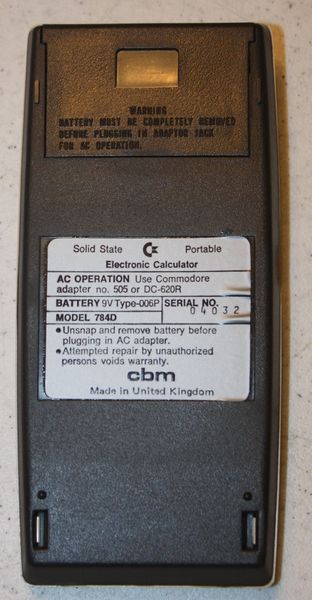 WARNING
BATTERY MUST BE COMPLETELY REMOVED
BEFORE PLUGGING IN ADAPTOR JACK
FOR AC OPERATION.
Solid State Portable
Electronic Calculator
AC OPERATION Use Commodore
adapter no. 505 or DC-620R
BATTERY 9V Type-006P SERIAL NO.
04032
MODEL 784D
•Unsnap and remove battery before
plugging in AC adapter.
•Attempted repair by unauthorized
persons voids warranty.
cbm
Made in United Kingdom